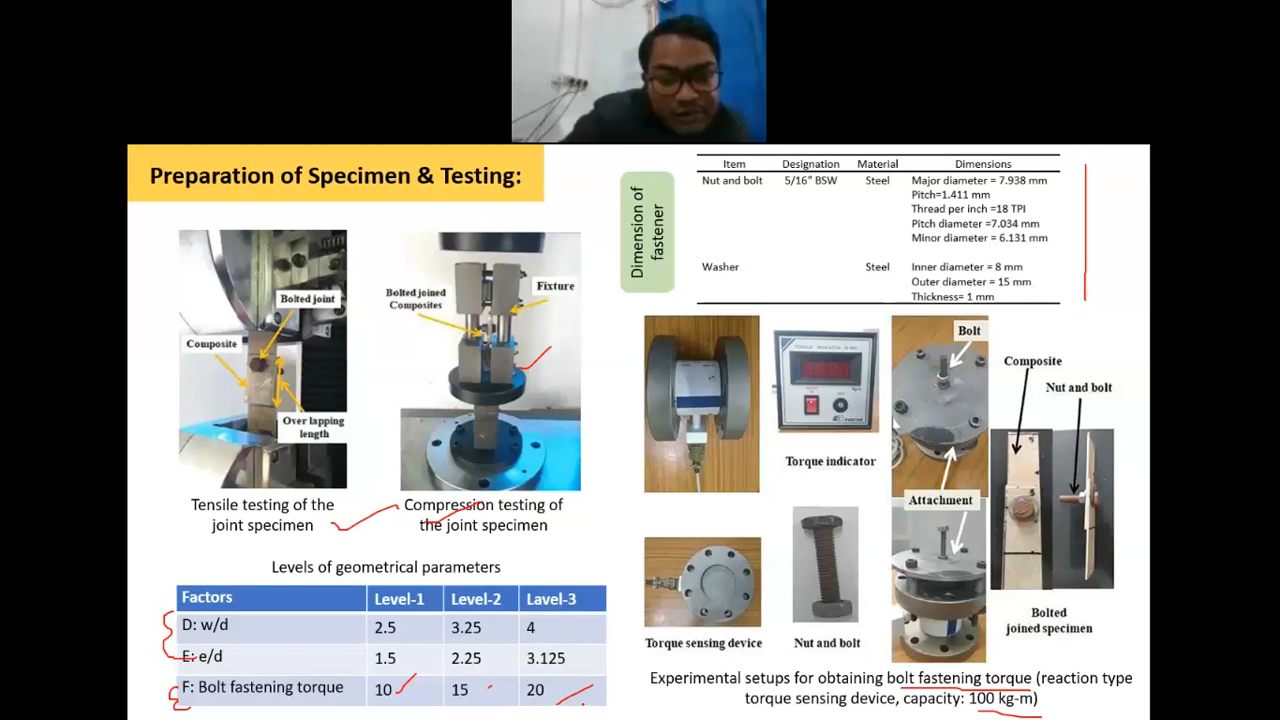 Preparation of Specimen & Testing:
Bolted joint
Composite
Over lapping
length
Tensile testing of the
joint specimen
Bolted joined
Composites
Fixture
Compression testing of
the joint specimen
Levels of geometrical parameters
Factors Level-1 Level-2 Lavel-3
D: w/d 2.5 3.25 4
E: e/d 1.5 2.25 3.125
F: Bolt fastening torque 10 15 20
Dimension of
fastener
Item Designation Material Dimensions
Nut and bolt 5/16" BSW Steel Major diameter = 7.938 mm
Pitch=1.411 mm
Thread per inch =18 TPI
Pitch diameter =7.034 mm
Minor diameter = 6.131 mm
Washer Steel Inner diameter = 8 mm
Outer diameter = 15 mm
Thickness= 1 mm
TORQUE INDICATOR
Torque indicator
Bolt
Attachment
Composite
Nut and bolt
Torque sensing device
Nut and bolt
Bolted
joined specimen
Experimental setups for obtaining bolt fastening torque (reaction type
torque sensing device, capacity: 100 kg-m)